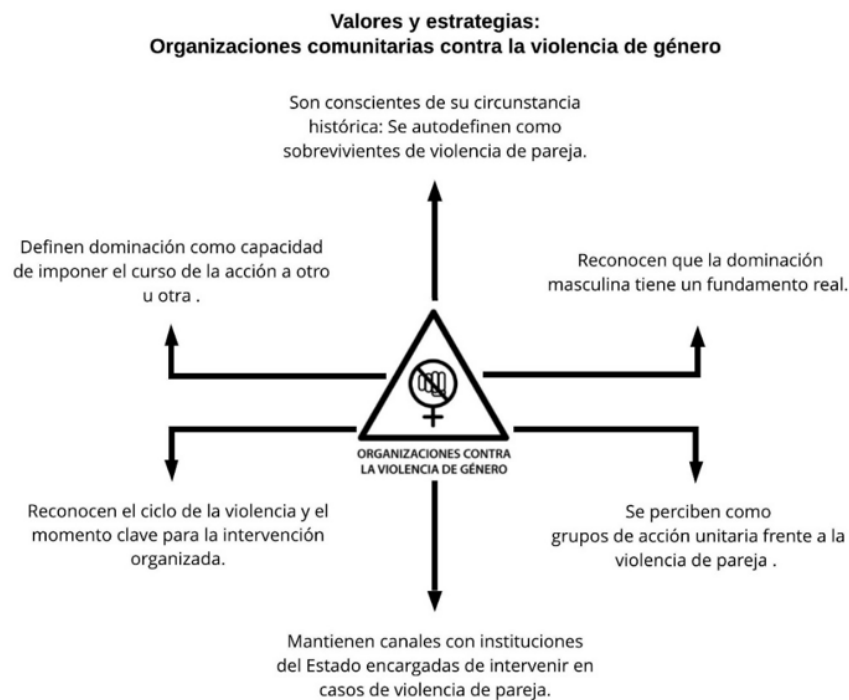 Valores y estrategias:
Organizaciones comunitarias contra la violencia de género
Son conscientes de su circunstancia
histórica: Se autodefinen como
sobrevivientes de violencia de pareja.
Definen dominación como capacidad
de imponer el curso de la acción a otro
u otra .
Reconocen que la dominación
masculina tiene un fundamento real.
ORGANIZACIONES CONTRA
LA VIOLENCIA DE GÉNERO
Reconocen el ciclo de la violencia y el
momento clave para la intervención
organizada.
Se perciben como
grupos de acción unitaria frente a la
violencia de pareja .
Mantienen canales con instituciones
del Estado encargadas de intervenir en
casos de violencia de pareja.